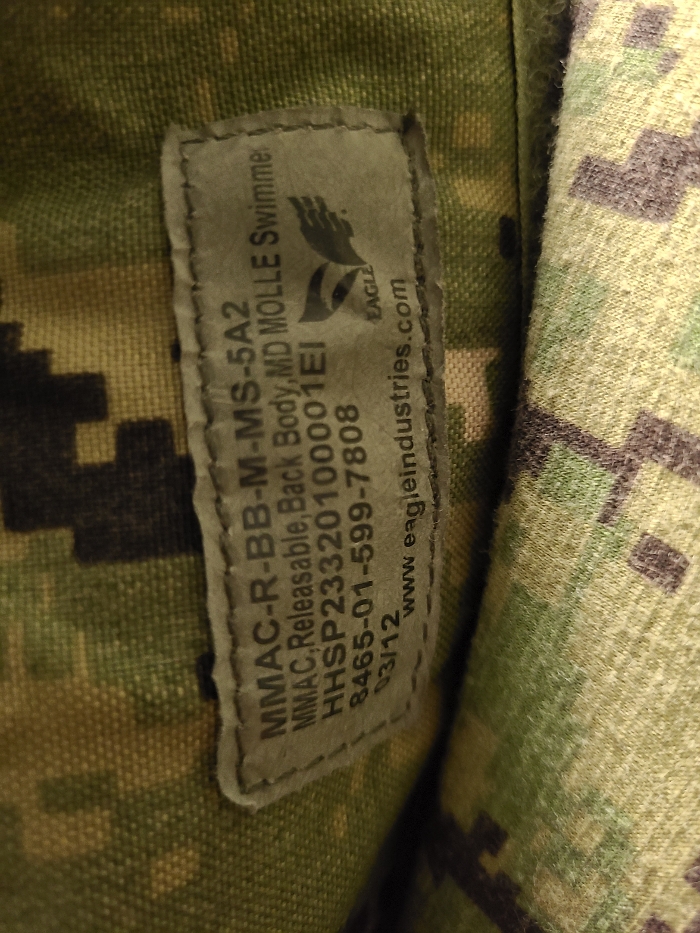 MMAC-R-BB-M-MS-5A2
MMAC,Releasable,Back Body,MD MOLLE Swimmer
HHSP23320100001EI
8465-01-599-7808
03/12
www eagleindustries.com
EAGLE